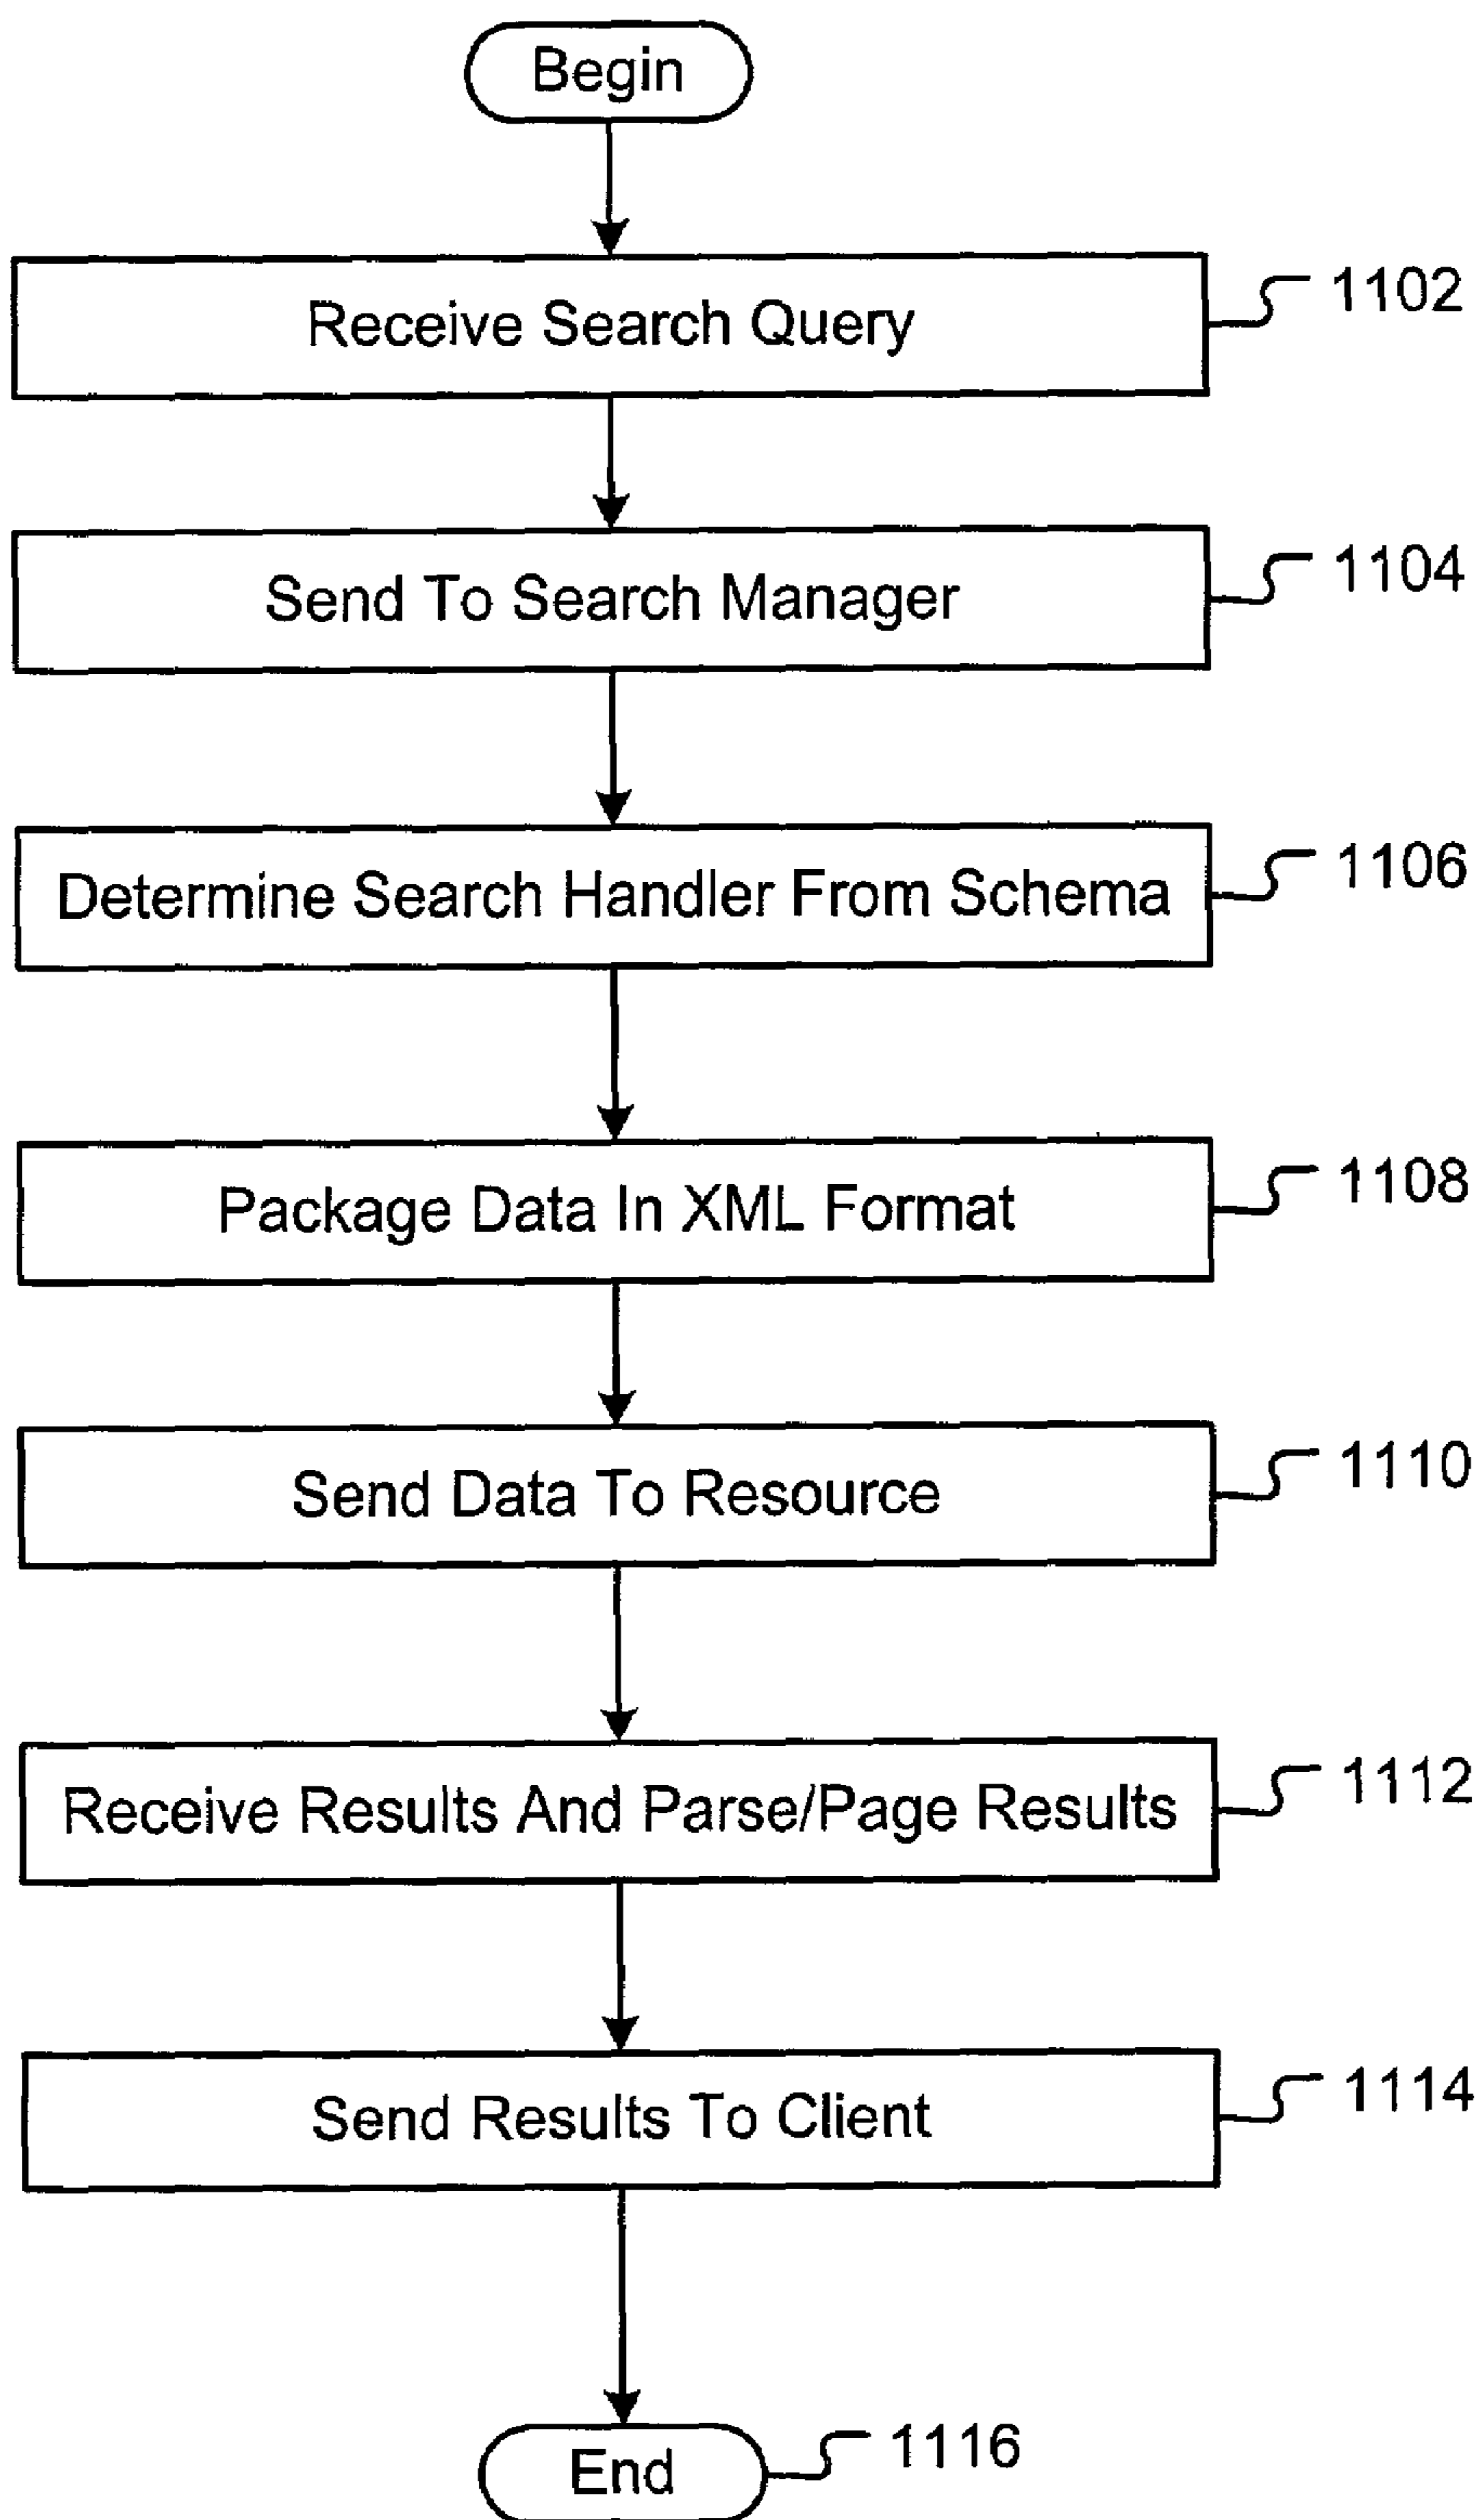 Begin
Receive Search Query
1102
Send To Search Manager
1104
Determine Search Handler From Schema
1106
Package Data In XML Format
1108
Send Data To Resource
1110
Receive Results And Parse/Page Results
1112
Send Results To Client
1114
End
1116